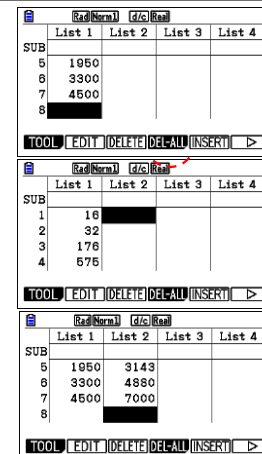 Rad Norm1 d/c Real
List 1 List 2 List 3 List 4
SUB
5 1950
6 3300
7 4500
8
TOOL EDIT DELETE DEL-ALL INSERT ▷
Rad Norm1 d/c Real
List 1 List 2 List 3 List 4
SUB
1 16
2 32
3 176
4 575
TOOL EDIT DELETE DEL-ALL INSERT ▷
Rad Norm1 d/c Real
List 1 List 2 List 3 List 4
SUB
5 1950 3143
6 3300 4880
7 4500 7000
8
TOOL EDIT DELETE DEL-ALL INSERT ▷